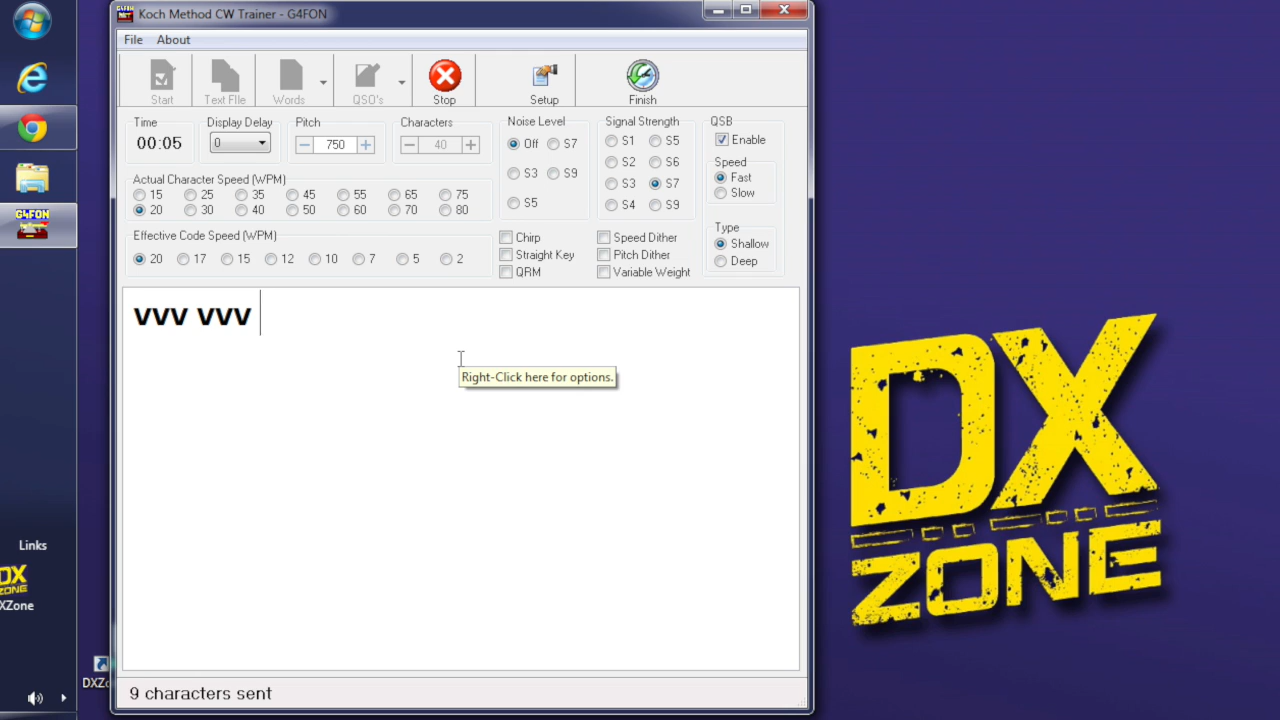 Koch Method CW Trainer - G4FON
File About
Start Text FIle Words QSO's Stop Setup Finish
Time Display Delay Pitch Characters Noise Level Signal Strength QSB
00:05 0 750 40 Off S7 S1 S5 Enable
S3 S9 S2 S6 Speed
Actual Character Speed (WPM) S3 S7 Fast
15 25 35 45 55 65 75 Slow
20 30 40 50 60 70 80 S5 S4 S9
Effective Code Speed (WPM) Chirp Speed Dither Type
Straight Key Pitch Dither Shallow
20 17 15 12 10 7 5 2 Deep
QRM Variable Weight
vvv vvv
Right-Click here for options.
9 characters sent
G4FON
Links
DX
ZONE
XZone
DXZo
DX
ZONE